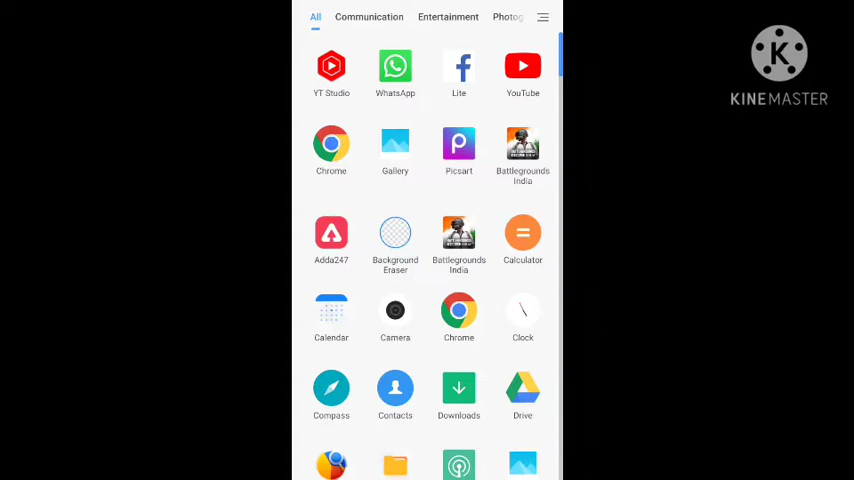 All Communication Entertainment Photog
KINEMASTER
YT Studio WhatsApp Lite YouTube
Chrome Gallery Picsart Battlegrounds
India
Adda247 Background Battlegrounds Calculator
Eraser India
Calendar Camera Chrome Clock
Compass Contacts Downloads Drive